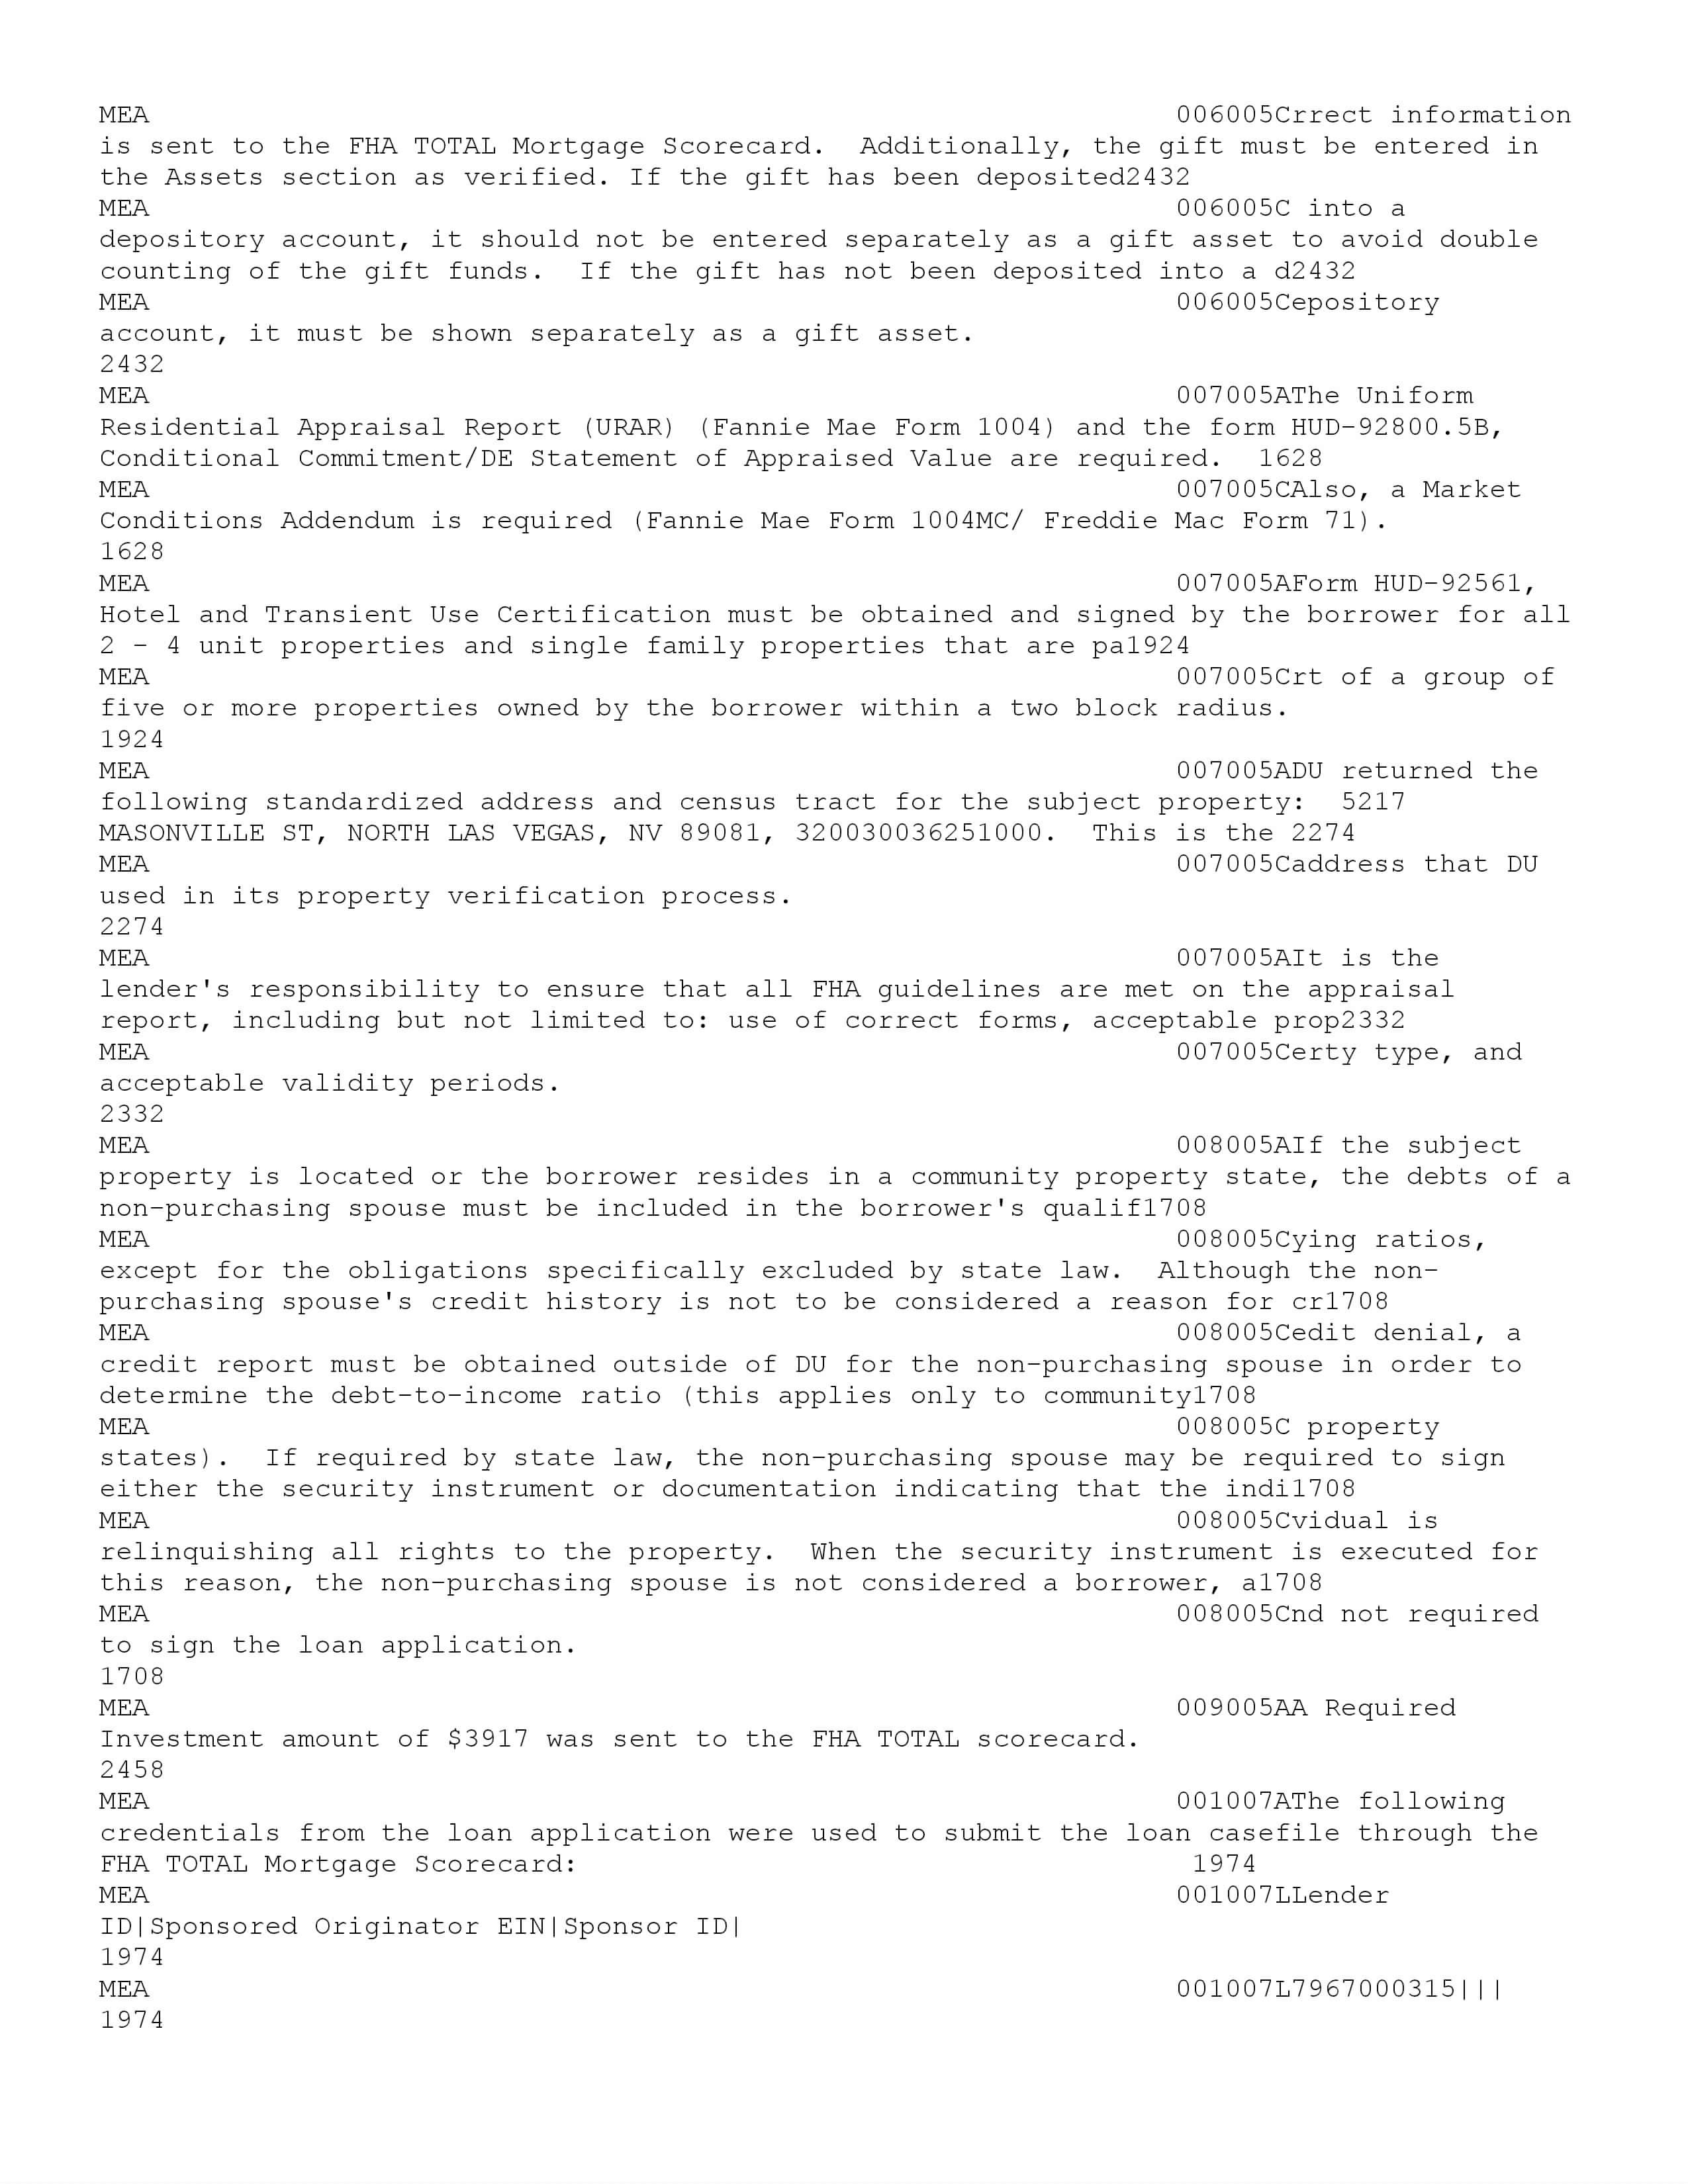 MEA 006005Crrect information
is sent to the FHA TOTAL Mortgage Scorecard.  Additionally, the gift must be entered in
the Assets section as verified. If the gift has been deposited2432
MEA 006005C into a
depository account, it should not be entered separately as a gift asset to avoid double
counting of the gift funds.  If the gift has not been deposited into a d2432
MEA 006005Cepository
account, it must be shown separately as a gift asset.
2432
MEA 007005AThe Uniform
Residential Appraisal Report (URAR) (Fannie Mae Form 1004) and the form HUD-92800.5B,
Conditional Commitment/DE Statement of Appraised Value are required.  1628
MEA 007005CAlso, a Market
Conditions Addendum is required (Fannie Mae Form 1004MC/ Freddie Mac Form 71).
1628
MEA 007005AForm HUD-92561,
Hotel and Transient Use Certification must be obtained and signed by the borrower for all
2 - 4 unit properties and single family properties that are pa1924
MEA 007005Crt of a group of
five or more properties owned by the borrower within a two block radius.
1924
MEA 007005ADU returned the
following standardized address and census tract for the subject property:  5217
MASONVILLE ST, NORTH LAS VEGAS, NV 89081, 320030036251000.  This is the 2274
MEA 007005Caddress that DU
used in its property verification process.
2274
MEA 007005AIt is the
lender's responsibility to ensure that all FHA guidelines are met on the appraisal
report, including but not limited to: use of correct forms, acceptable prop2332
MEA 007005Certy type, and
acceptable validity periods.
2332
MEA 008005AIf the subject
property is located or the borrower resides in a community property state, the debts of a
non-purchasing spouse must be included in the borrower's qualif1708
MEA 008005Cying ratios,
except for the obligations specifically excluded by state law.  Although the non-
purchasing spouse's credit history is not to be considered a reason for cr1708
MEA 008005Cedit denial, a
credit report must be obtained outside of DU for the non-purchasing spouse in order to
determine the debt-to-income ratio (this applies only to community1708
MEA 008005C property
states).  If required by state law, the non-purchasing spouse may be required to sign
either the security instrument or documentation indicating that the indi1708
MEA 008005Cvidual is
relinquishing all rights to the property.  When the security instrument is executed for
this reason, the non-purchasing spouse is not considered a borrower, a1708
MEA 008005Cnd not required
to sign the loan application.
1708
MEA 009005AA Required
Investment amount of $3917 was sent to the FHA TOTAL scorecard.
2458
MEA 001007AThe following
credentials from the loan application were used to submit the loan casefile through the
FHA TOTAL Mortgage Scorecard: 1974
MEA 001007LLender
ID|Sponsored Originator EIN|Sponsor ID|
1974
MEA 001007L7967000315|||
1974